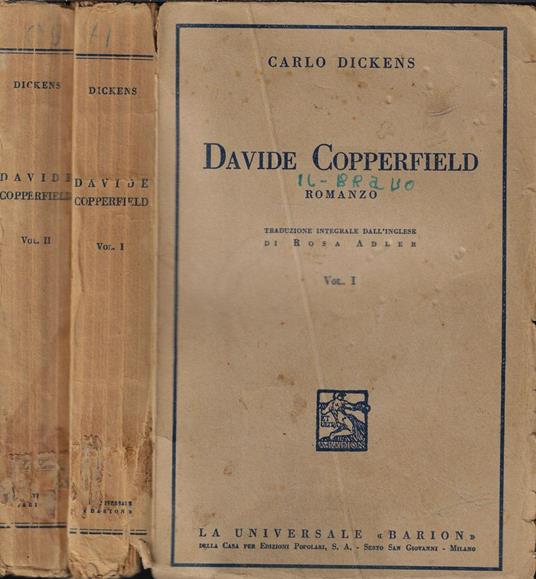 DICKENS
DAVIDE
COPPERFIELD
VOL. II
DICKENS
DAVIDE
COPPERFIELD
VOL. I
CARLO DICKENS
DAVIDE COPPERFIELD
IL-BRAVO
ROMANZO
TRADUZIONE INTEGRALE DALL'INGLESE
DI ROSA ADLER
VOL. I
LA UNIVERSALE «BARION»
DELLA CASA PER EDIZIONI POPOLARI, S. A. - SESTO SAN GIOVANNI - MILANO